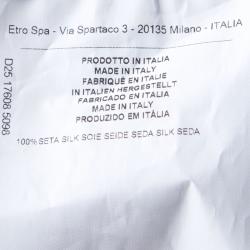 Etro Spa - Via Spartaco 3 - 20135 Milano - ITALIA
PRODOTTO IN ITALIA
MADE IN ITALY
FABRIQUÉ EN ITALIE
IN ITALIEN HERGESTELLT
FABRICADO EN ITALIA
MADE IN ITALY
PRODUZIDO EM ITÁLIA
100% SETA SILK SOIE SEIDE SEDA SILK SEDA
D25 17608 5096